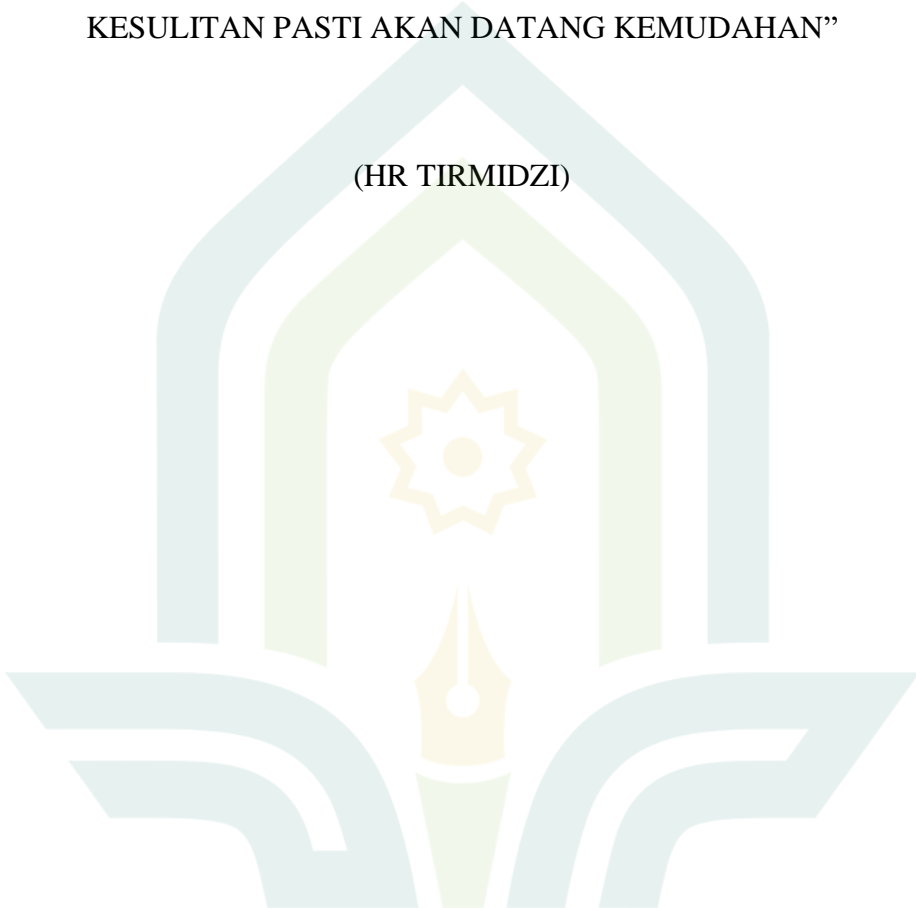 KESULITAN PASTI AKAN DATANG KEMUDAHAN”
(HR TIRMIDZI)